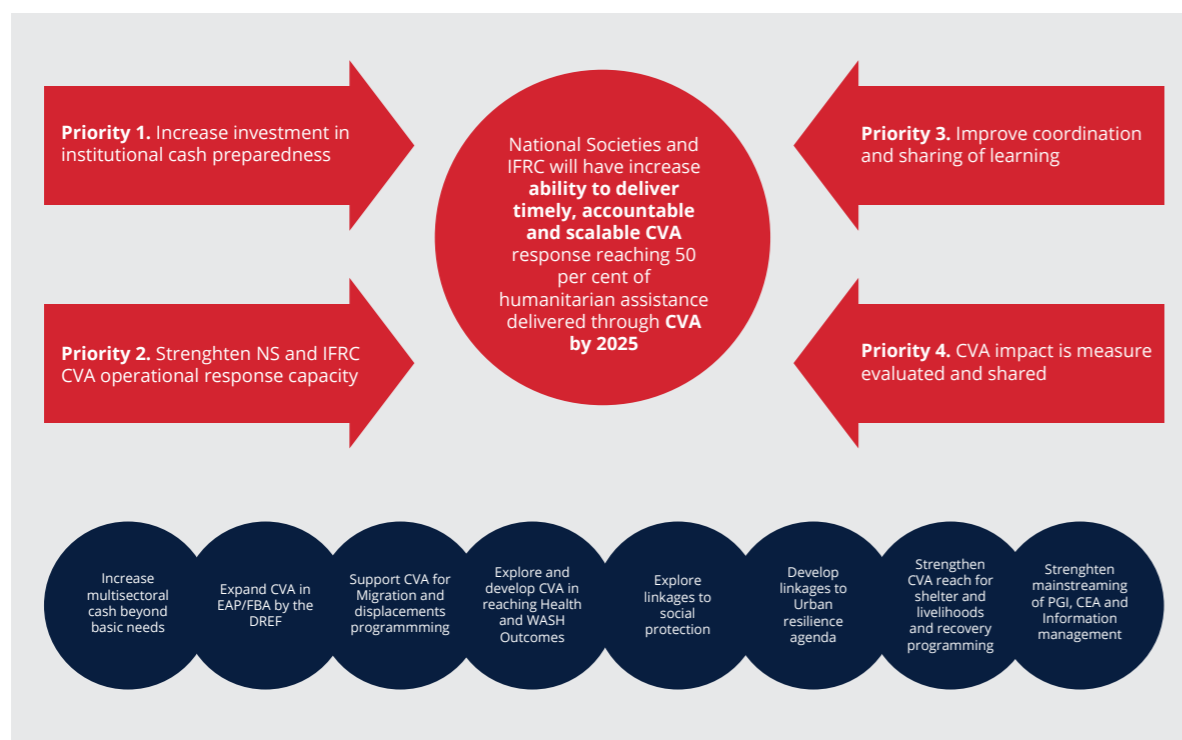 Priority 1. Increase investment in
institutional cash preparedness
Priority 2. Strenghten NS and IFRC
CVA operational response capacity
National Societies and
IFRC will have increase
ability to deliver
timely, accountable
and scalable CVA
response reaching 50
per cent of
humanitarian assistance
delivered through CVA
by 2025
Priority 3. Improve coordination
and sharing of learning
Priority 4. CVA impact is measure
evaluated and shared
Increase
multisectoral
cash beyond
basic needs
Expand CVA in
EAP/FBA by the
DREF
Support CVA for
Migration and
displacements
programmming
Explore and
develop CVA in
reaching Health
and WASH
Outcomes
Explore
linkages to
social
protection
Develop
linkages to
Urban
resilience
agenda
Strengthen
CVA reach for
shelter and
livelihoods
and recovery
programming
Strenghten
mainstreaming
of PGI, CEA and
Information
management